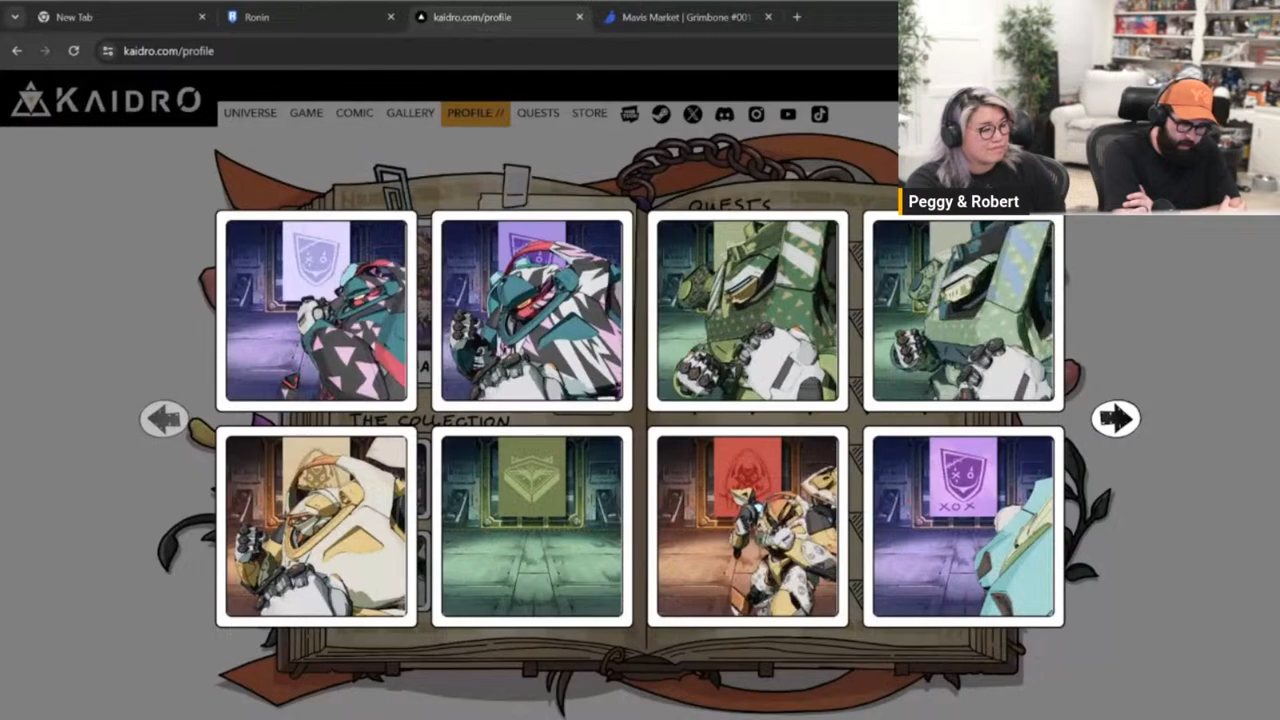 New Tab
Ronin
kaidro.com/profile
Mavis Market | Grimbone #001
kaidro.com/profile
KAIDRO
UNIVERSE GAME COMIC GALLERY PROFILE // QUESTS STORE
Peggy & Robert
QUESTS
THE COLLECTION
XOX